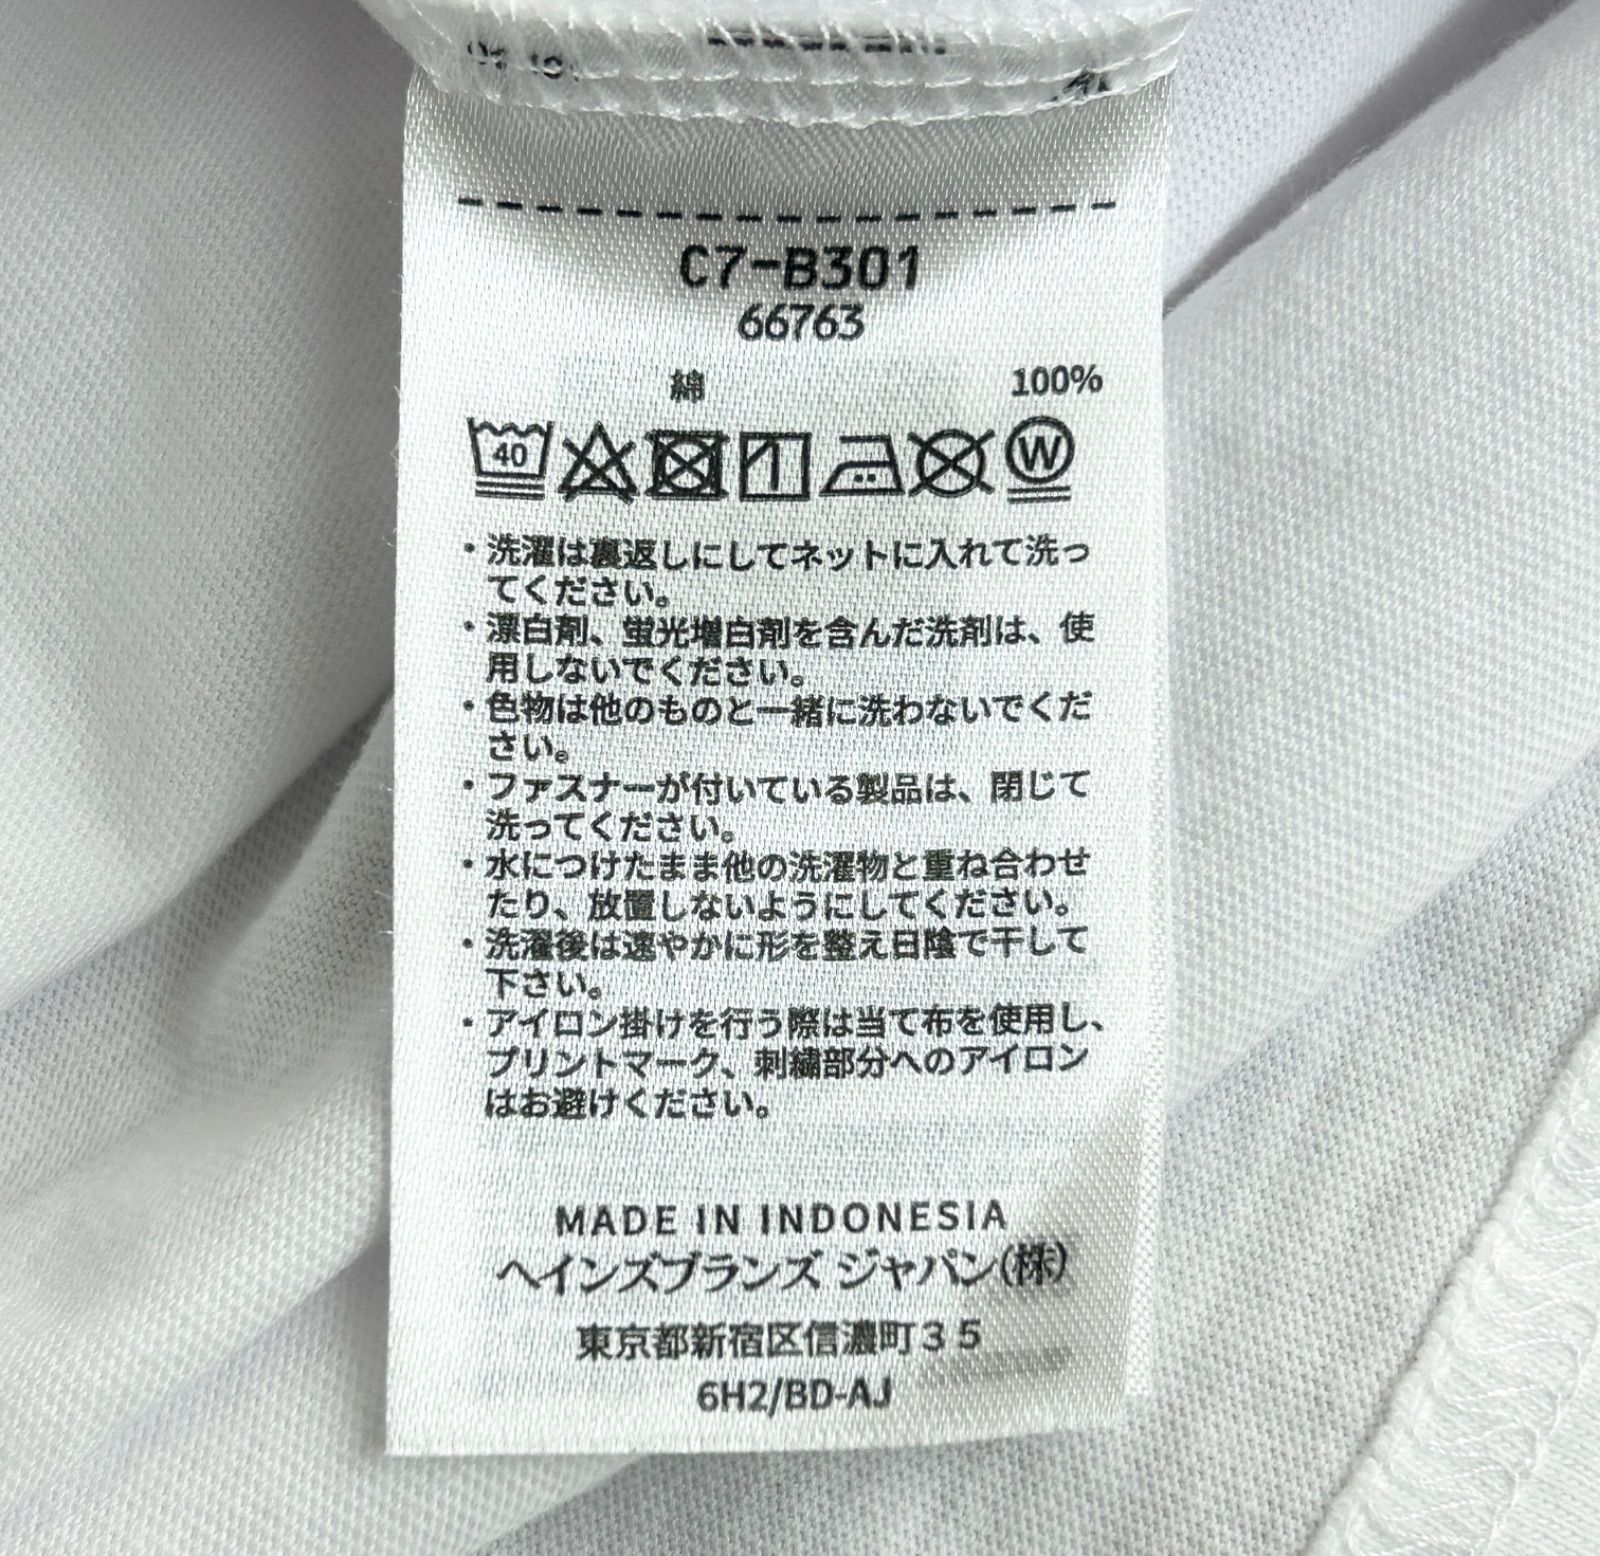 C7-B301
66763
綿 100%
40 W
・洗濯は裏返しにしてネットに入れて洗っ
てください。
・漂白剤、蛍光増白剤を含んだ洗剤は、使
用しないでください。
・色物は他のものと一緒に洗わないでくだ
さい。
・ファスナーが付いている製品は、閉じて
洗ってください。
・水につけたまま他の洗濯物と重ね合わせ
たり、放置しないようにしてください。
・洗濯後は速やかに形を整え日陰で干して
下さい。
・アイロン掛けを行う際は当て布を使用し、
プリントマーク、刺繍部分へのアイロン
はお避けください。
MADE IN INDONESIA
ヘインズブランズ ジャパン(株)
東京都新宿区信濃町35
6H2/BD-AJ